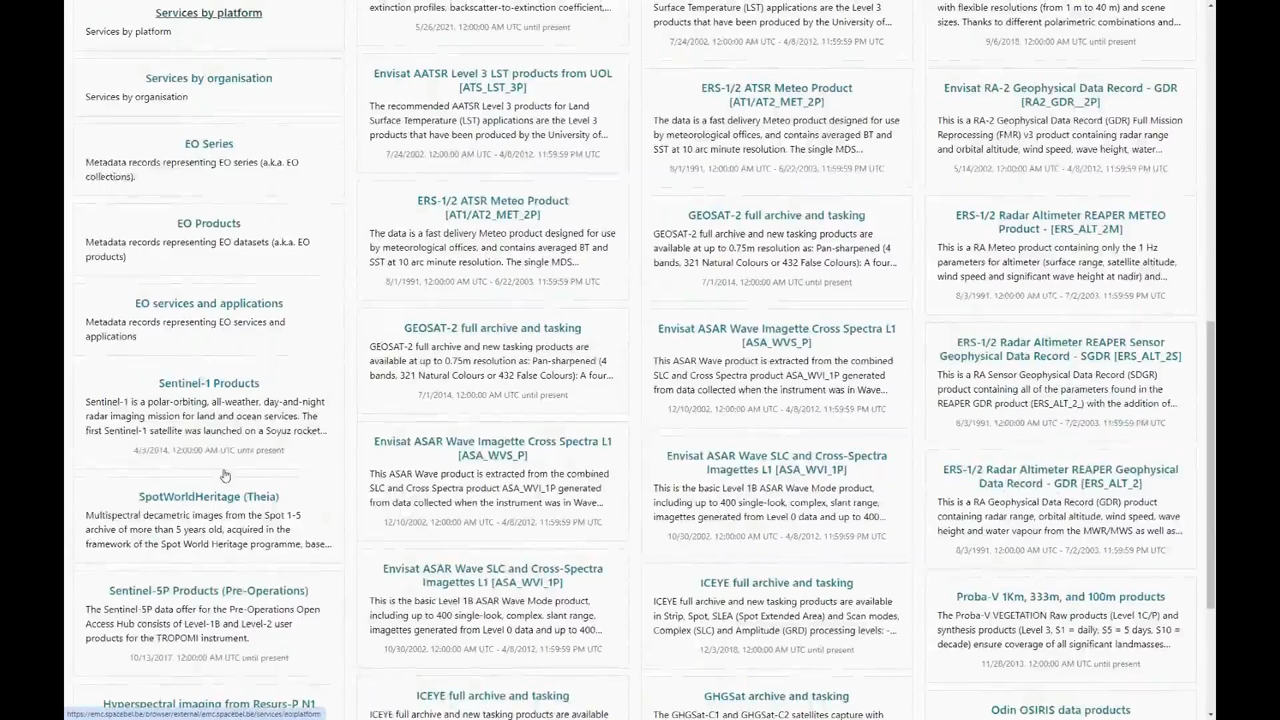 Services by platform
Services by platform
Services by organisation
Services by organisation
EO Series
Metadata records representing EO series (a.k.a. EO
collections).
EO Products
Metadata records representing EO datasets (a.k.a. EO
products)
EO services and applications
Metadata records representing EO services and
applications
Sentinel-1 Products
Sentinel-1 is a polar-orbiting, all-weather, day-and-night
radar imaging mission for land and ocean services. The
first Sentinel-1 satellite was launched on a Soyuz rocket...
4/3/2014, 12:00:00 AM UTC until present
SpotWorldHeritage (Theia)
Multispectral decametric images from the Spot 1-5
archive of more than 5 years old, acquired in the
framework of the Spot World Heritage programme, base...
Sentinel-5P Products (Pre-Operations)
The Sentinel-5P data offer for the Pre-Operations Open
Access Hub consists of Level-1B and Level-2 user
products for the TROPOMI instrument.
10/13/2017, 12:00:00 AM UTC until present
Hyperspectral imaging from Resurs-P N1
https://emc.spacebel.be/browser/external/emc.spacebel.be/services/eo:platform
extinction profiles, backscatter-to-extinction coefficient,...
5/26/2021, 12:00:00 AM UTC until present
Envisat AATSR Level 3 LST products from UOL
[ATS_LST_3P]
The recommended AATSR Level 3 products for Land
Surface Temperature (LST) applications are the Level 3
products that have been produced by the University of...
7/24/2002, 12:00:00 AM UTC - 4/8/2012, 11:59:59 PM UTC
ERS-1/2 ATSR Meteo Product
[AT1/AT2_MET_2P]
The data is a fast delivery Meteo product designed for use
by meteorological offices, and contains averaged BT and
SST at 10 arc minute resolution. The single MDS...
8/1/1991, 12:00:00 AM UTC - 6/22/2003, 11:59:59 PM UTC
GEOSAT-2 full archive and tasking
GEOSAT-2 full archive and new tasking products are
available at up to 0.75m resolution as: Pan-sharpened (4
bands, 321 Natural Colours or 432 False Colours): A four...
7/1/2014, 12:00:00 AM UTC until present
Envisat ASAR Wave Imagette Cross Spectra L1
[ASA_WVS_P]
This ASAR Wave product is extracted from the combined
SLC and Cross Spectra product ASA_WVI_1P generated
from data collected when the instrument was in Wave...
12/10/2002, 12:00:00 AM UTC - 4/8/2012, 11:59:59 PM UTC
Envisat ASAR Wave SLC and Cross-Spectra
Imagettes L1 [ASA_WVI_1P]
This is the basic Level 1B ASAR Wave Mode product,
including up to 400 single-look, complex, slant range,
imagettes generated from Level 0 data and up to 400...
10/30/2002, 12:00:00 AM UTC - 4/8/2012, 11:59:59 PM UTC
ICEYE full archive and tasking
ICEYE full archive and new tasking products are available
Surface Temperature (LST) applications are the Level 3
products that have been produced by the University of...
7/24/2002, 12:00:00 AM UTC - 4/8/2012, 11:59:59 PM UTC
ERS-1/2 ATSR Meteo Product
[AT1/AT2_MET_2P]
The data is a fast delivery Meteo product designed for use
by meteorological offices, and contains averaged BT and
SST at 10 arc minute resolution. The single MDS...
8/1/1991, 12:00:00 AM UTC - 6/22/2003, 11:59:59 PM UTC
GEOSAT-2 full archive and tasking
GEOSAT-2 full archive and new tasking products are
available at up to 0.75m resolution as: Pan-sharpened (4
bands, 321 Natural Colours or 432 False Colours): A four...
7/1/2014, 12:00:00 AM UTC until present
Envisat ASAR Wave Imagette Cross Spectra L1
[ASA_WVS_P]
This ASAR Wave product is extracted from the combined
SLC and Cross Spectra product ASA_WVI_1P generated
from data collected when the instrument was in Wave...
12/10/2002, 12:00:00 AM UTC - 4/8/2012, 11:59:59 PM UTC
Envisat ASAR Wave SLC and Cross-Spectra
Imagettes L1 [ASA_WVI_1P]
This is the basic Level 1B ASAR Wave Mode product,
including up to 400 single-look, complex, slant range,
imagettes generated from Level 0 data and up to 400...
10/30/2002, 12:00:00 AM UTC - 4/8/2012, 11:59:59 PM UTC
ICEYE full archive and tasking
ICEYE full archive and new tasking products are available
in Strip, Spot, SLEA (Spot Extended Area) and Scan modes,
Complex (SLC) and Amplitude (GRD) processing levels: -...
12/3/2018, 12:00:00 AM UTC until present
GHGSat archive and tasking
The GHGSat-C1 and GHGSat-C2 satellites capture with
with flexible resolutions (from 1 m to 40 m) and scene
sizes. Thanks to different polarimetric combinations and...
9/6/2018, 12:00:00 AM UTC until present
Envisat RA-2 Geophysical Data Record - GDR
[RA2_GDR__2P]
This is a RA-2 Geophysical Data Record (GDR) Full Mission
Reprocessing (FMR) v3 product containing radar range
and orbital altitude, wind speed, wave height, water...
5/14/2002, 12:00:00 AM UTC - 4/8/2012, 11:59:59 PM UTC
ERS-1/2 Radar Altimeter REAPER METEO
Product - [ERS_ALT_2M]
This is a RA Meteo product containing only the 1 Hz
parameters for altimeter (surface range, satellite altitude,
wind speed and significant wave height at nadir) and...
8/3/1991, 12:00:00 AM UTC - 7/2/2003, 11:59:59 PM UTC
ERS-1/2 Radar Altimeter REAPER Sensor
Geophysical Data Record - SGDR [ERS_ALT_2S]
This is a RA Sensor Geophysical Data Record (SDGR)
product containing all of the parameters found in the
REAPER GDR product (ERS_ALT_2_) with the addition of...
8/3/1991, 12:00:00 AM UTC - 7/2/2003, 11:59:59 PM UTC
ERS-1/2 Radar Altimeter REAPER Geophysical
Data Record - GDR [ERS_ALT_2]
This is a RA Geophysical Data Record (GDR) product
containing radar range, orbital altitude, wind speed, wave
height and water vapour from the MWR/MWS as well as...
8/3/1991, 12:00:00 AM UTC - 7/2/2003, 11:59:59 PM UTC
Proba-V 1Km, 333m, and 100m products
The Proba-V VEGETATION Raw products (Level 1C/P) and
synthesis products (Level 3, S1 = daily, S5 = 5 days, S10 =
decade) ensure coverage of all significant landmasses...
11/28/2013, 12:00:00 AM UTC until present
Odin OSIRIS data products